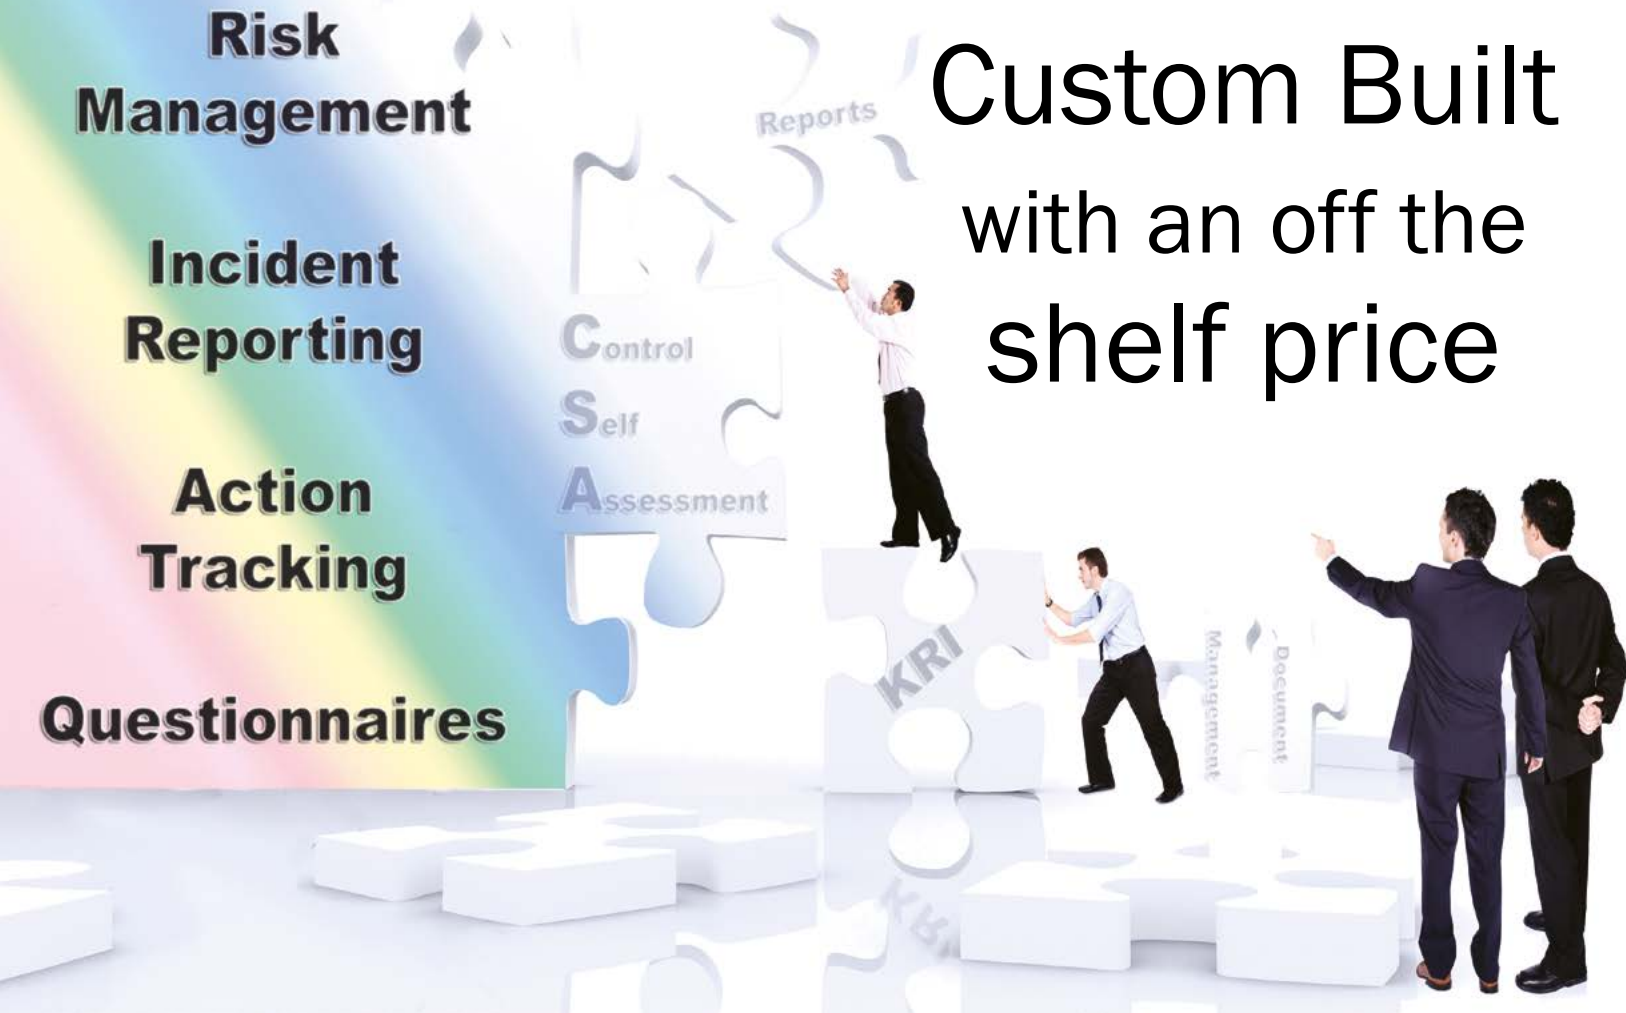 Risk
Management
Incident
Reporting
Action
Tracking
Questionnaires
Reports
Control
Self
Assessment
KRI
Document
Management
Custom Built
with an off the
shelf price
KRI